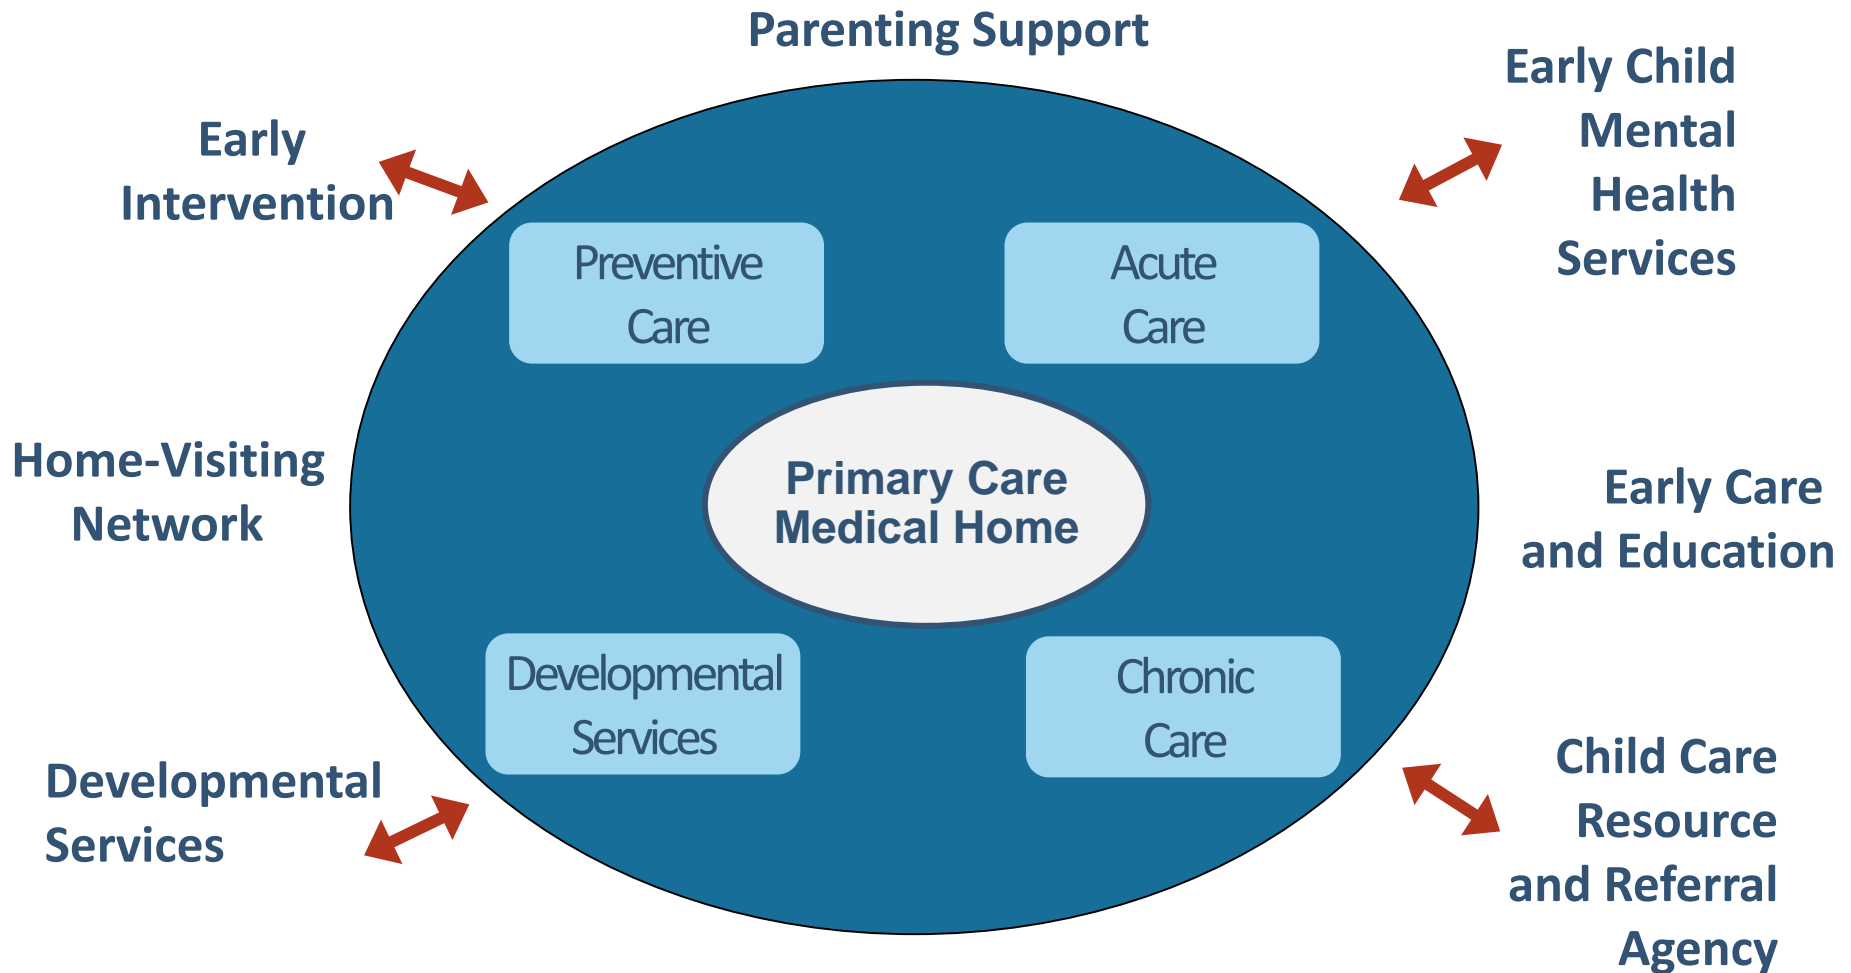 Parenting Support
Early
Intervention
Early Child
Mental
Health
Services
Preventive
Care
Acute
Care
Home-Visiting
Network
Primary Care
Medical Home
Early Care
and Education
Developmental
Services
Chronic
Care
Developmental
Services
Child Care
Resource
and Referral
Agency